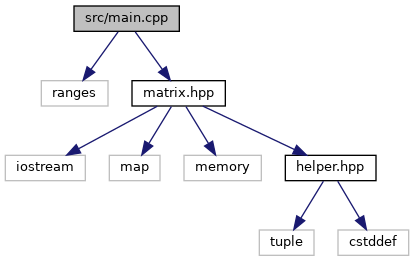 src/main.cpp
ranges
matrix.hpp
iostream
map
memory
helper.hpp
tuple
cstddef